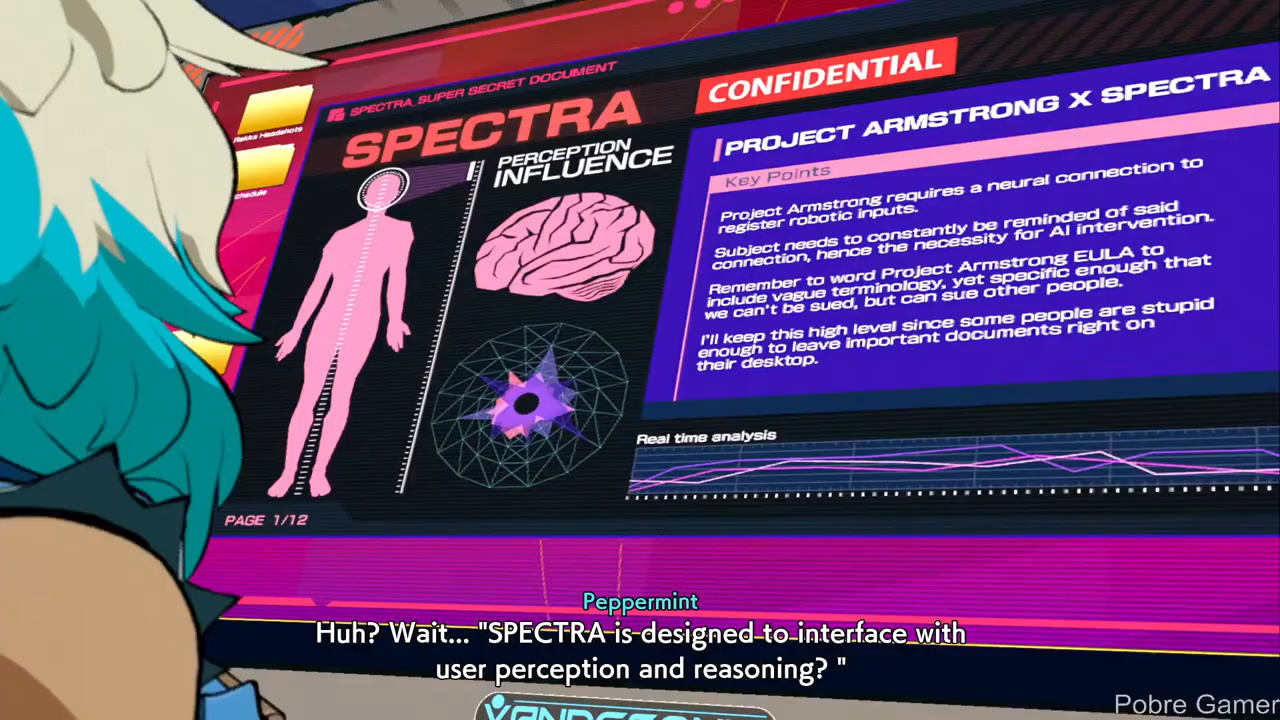 Rekka Headshots
SPECTRA_SUPER SECRET DOCUMENT
SPECTRA
PERCEPTION
INFLUENCE
CONFIDENTIAL
PROJECT ARMSTRONG X SPECTRA
Key Points
Project Armstrong requires a neural connection to
register robotic inputs.
Subject needs to constantly be reminded of said
connection, hence the necessity for AI intervention.
Remember to word Project Armstrong EULA to
include vague terminology, yet specific enough that
we can't be sued, but can sue other people.
I'll keep this high level since some people are stupid
enough to leave important documents right on
their desktop.
Real time analysis
PAGE 1/12
Peppermint
Huh? Wait... "SPECTRA is designed to interface with
user perception and reasoning? "
Pobre Gamer